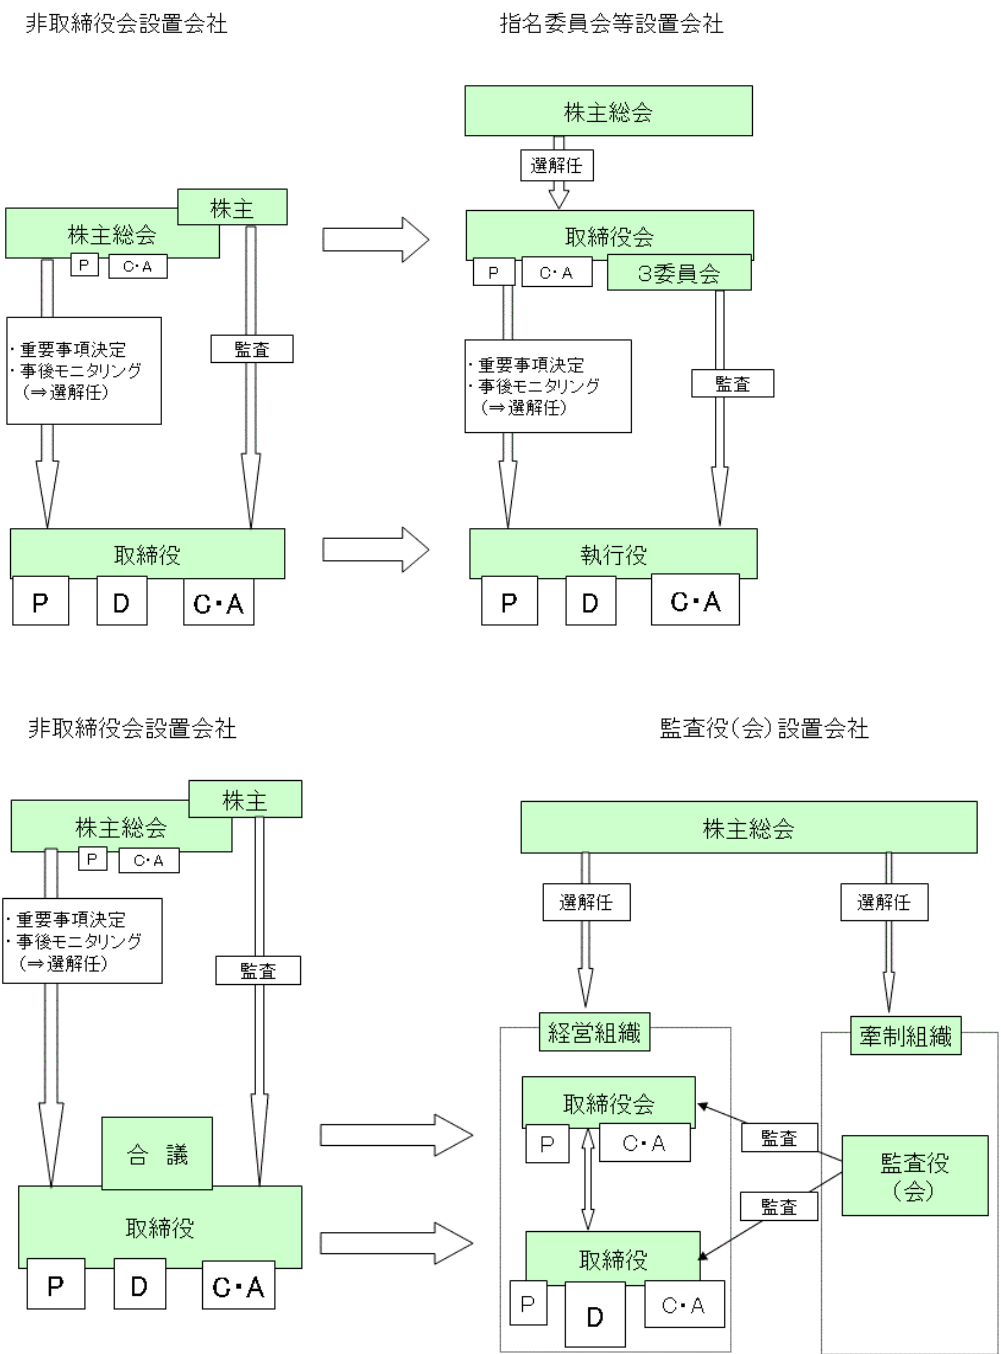 非取締役会設置会社
指名委員会等設置会社
株主
株主総会
P
C・A
・重要事項決定
・事後モニタリング
(⇒選解任)
監査
取締役
P
D
C・A
株主総会
選解任
取締役会
P
C・A
3委員会
・重要事項決定
・事後モニタリング
(⇒選解任)
監査
執行役
P
D
C・A
非取締役会設置会社
監査役(会)設置会社
株主
株主総会
P
C・A
・重要事項決定
・事後モニタリング
(⇒選解任)
監査
合 議
取締役
P
D
C・A
株主総会
選解任
選解任
経営組織
牽制組織
取締役会
P
C・A
監査
監査役
(会)
監査
取締役
P
D
C・A